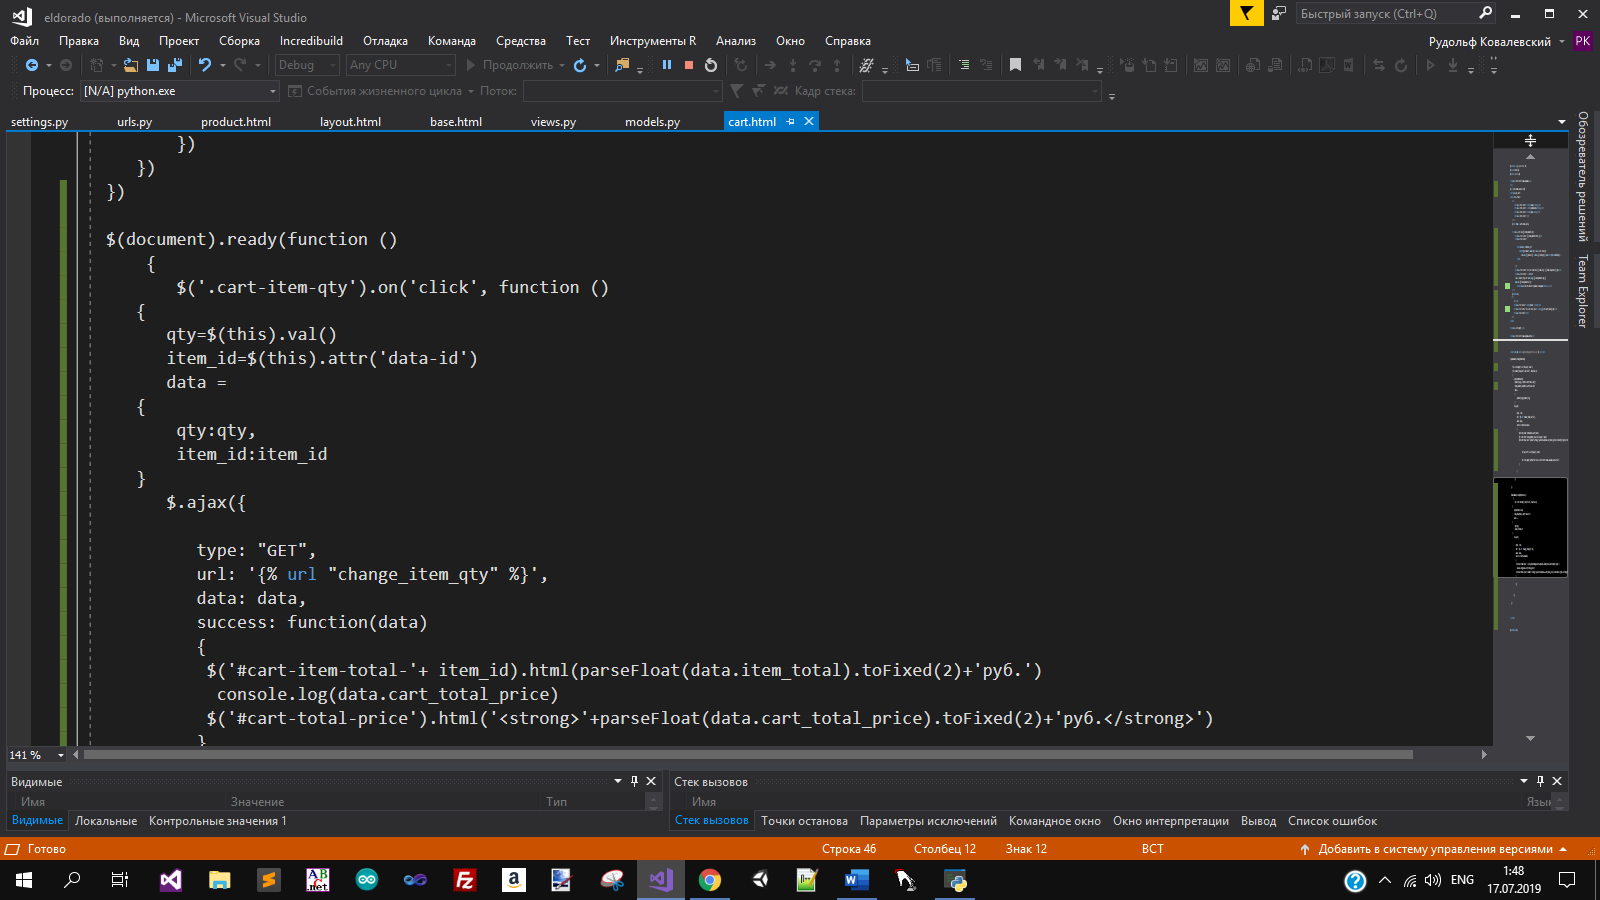 eldorado (выполняется) - Microsoft Visual Studio
Быстрый запуск (Ctrl+Q)
Файл Правка Вид Проект Сборка Incredibuild Отладка Команда Средства Тест Инструменты R Анализ Окно Справка
Рудольф Ковалевский РК
Debug Any CPU Продолжить
Процесс: [N/A] python.exe События жизненного цикла Поток: Кадр стека:
settings.py urls.py product.html layout.html base.html views.py models.py cart.html
})
})
})
$(document).ready(function ()
{
$('.cart-item-qty').on('click', function ()
{
qty=$(this).val()
item_id=$(this).attr('data-id')
data =
{
qty:qty,
item_id:item_id
}
$.ajax({
type: "GET",
url: '{% url "change_item_qty" %}',
data: data,
success: function(data)
{
$('#cart-item-total-'+ item_id).html(parseFloat(data.item_total).toFixed(2)+'руб.')
console.log(data.cart_total_price)
$('#cart-total-price').html('<strong>'+parseFloat(data.cart_total_price).toFixed(2)+'руб.</strong>')
}
Обозреватель решений
Team Explorer
141 %
Видимые
Имя Значение Тип
Видимые Локальные Контрольные значения 1
Стек вызовов
Имя Язык
Стек вызовов Точки останова Параметры исключений Командное окно Окно интерпретации Вывод Список ошибок
Готово Строка 46 Столбец 12 Знак 12 ВСТ Добавить в систему управления версиями
ENG
1:48
17.07.2019